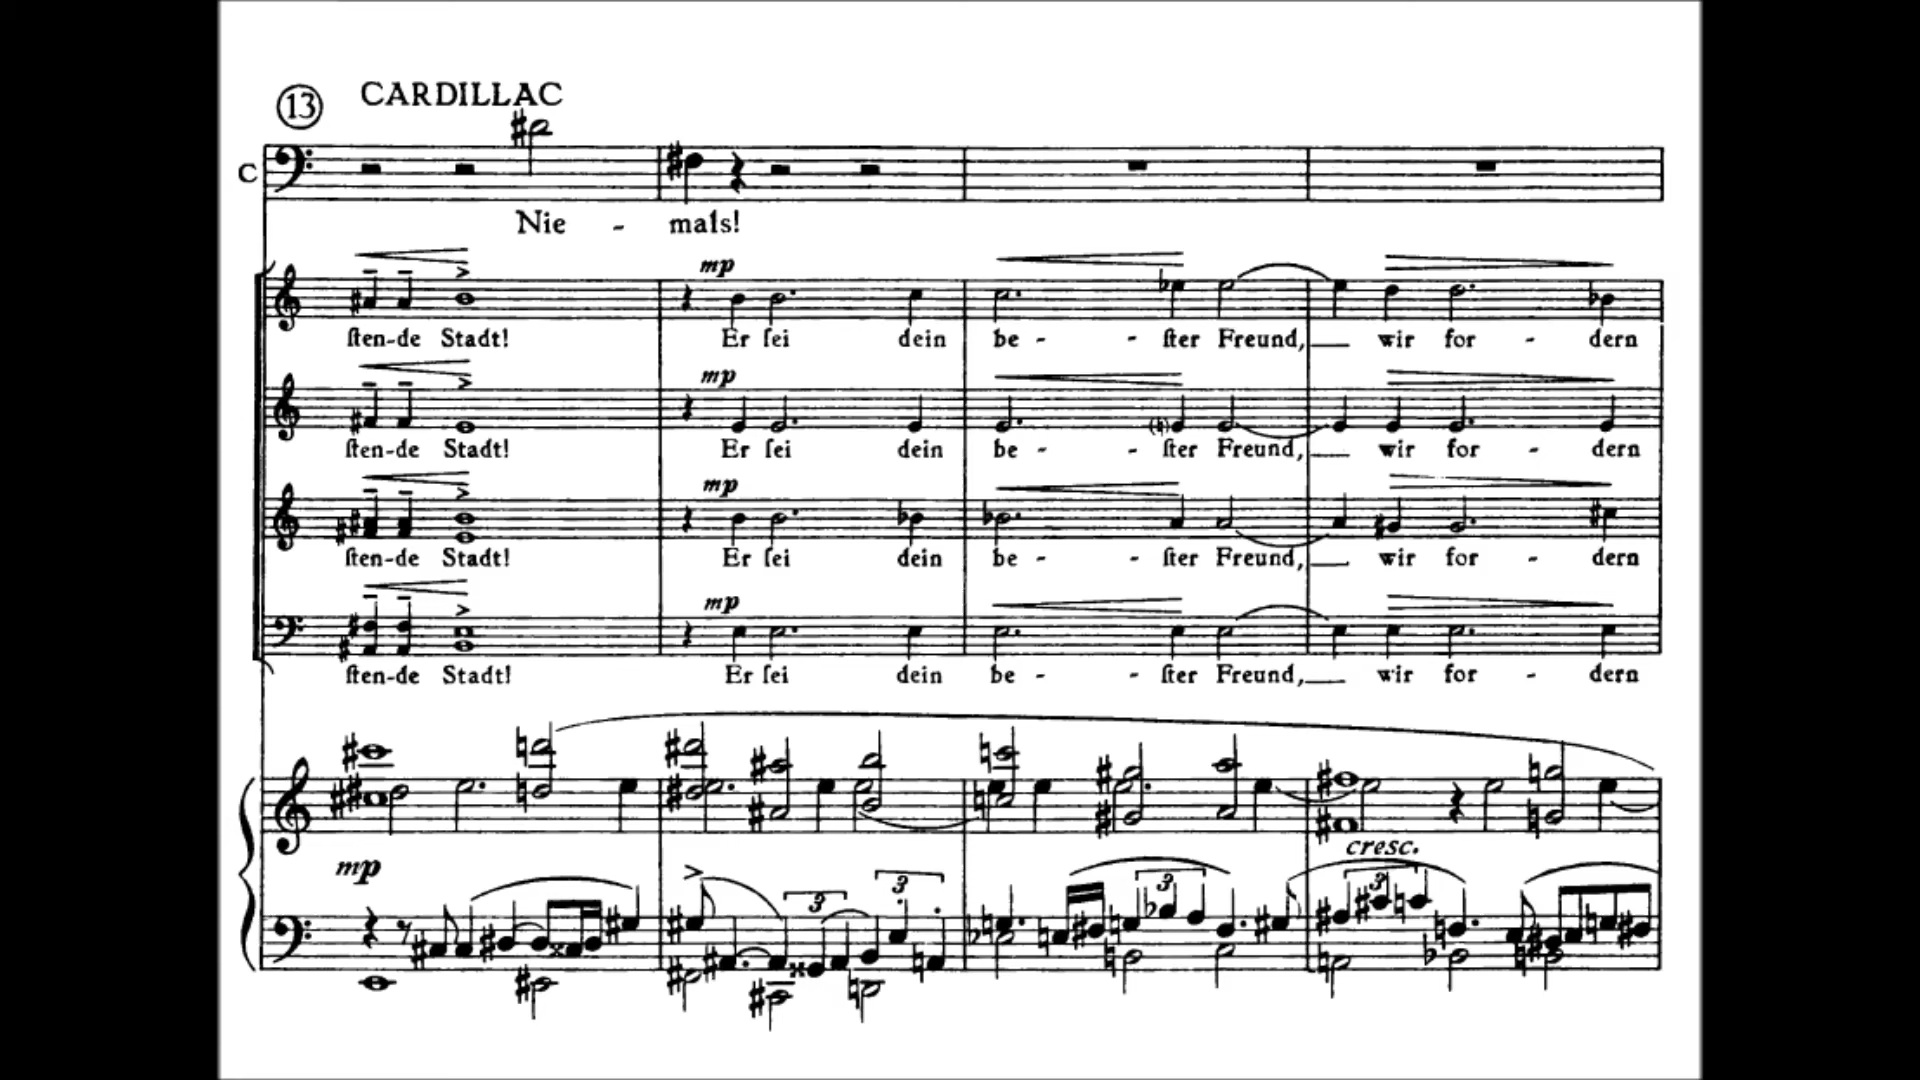 13 CARDILLAC
C
Nie - mals!
mp
ſten-de Stadt! Er ſei dein be - - ſter Freund, wir for - dern
mp
ſten-de Stadt! Er ſei dein be - - ſter Freund, wir for - dern
mp
ſten-de Stadt! Er ſei dein be - - ſter Freund, wir for - dern
mp
ſten-de Stadt! Er ſei dein be - - ſter Freund, wir for - dern
mp cresc.
3 3 3 3